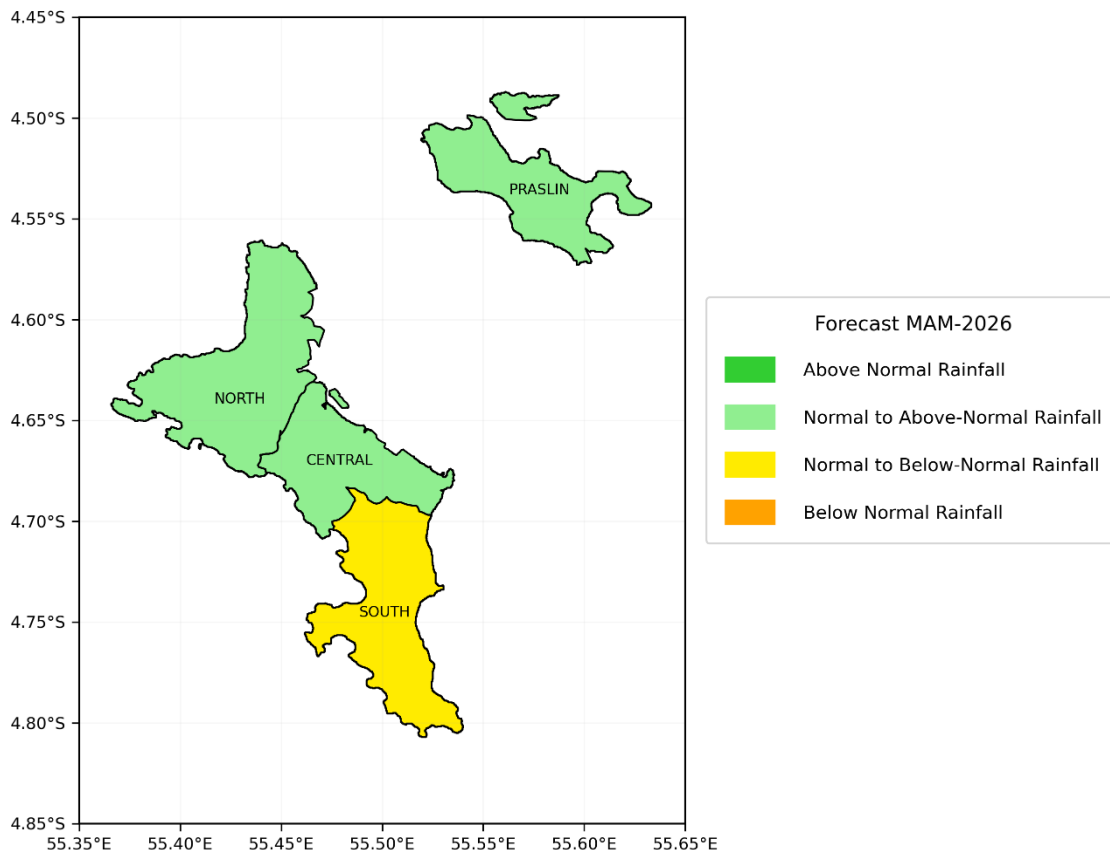 4.45°S
4.50°S
4.55°S
4.60°S
4.65°S
4.70°S
4.75°S
4.80°S
4.85°S
55.35°E 55.40°E 55.45°E 55.50°E 55.55°E 55.60°E 55.65°E
PRASLIN
NORTH
CENTRAL
SOUTH
Forecast MAM-2026
Above Normal Rainfall
Normal to Above-Normal Rainfall
Normal to Below-Normal Rainfall
Below Normal Rainfall